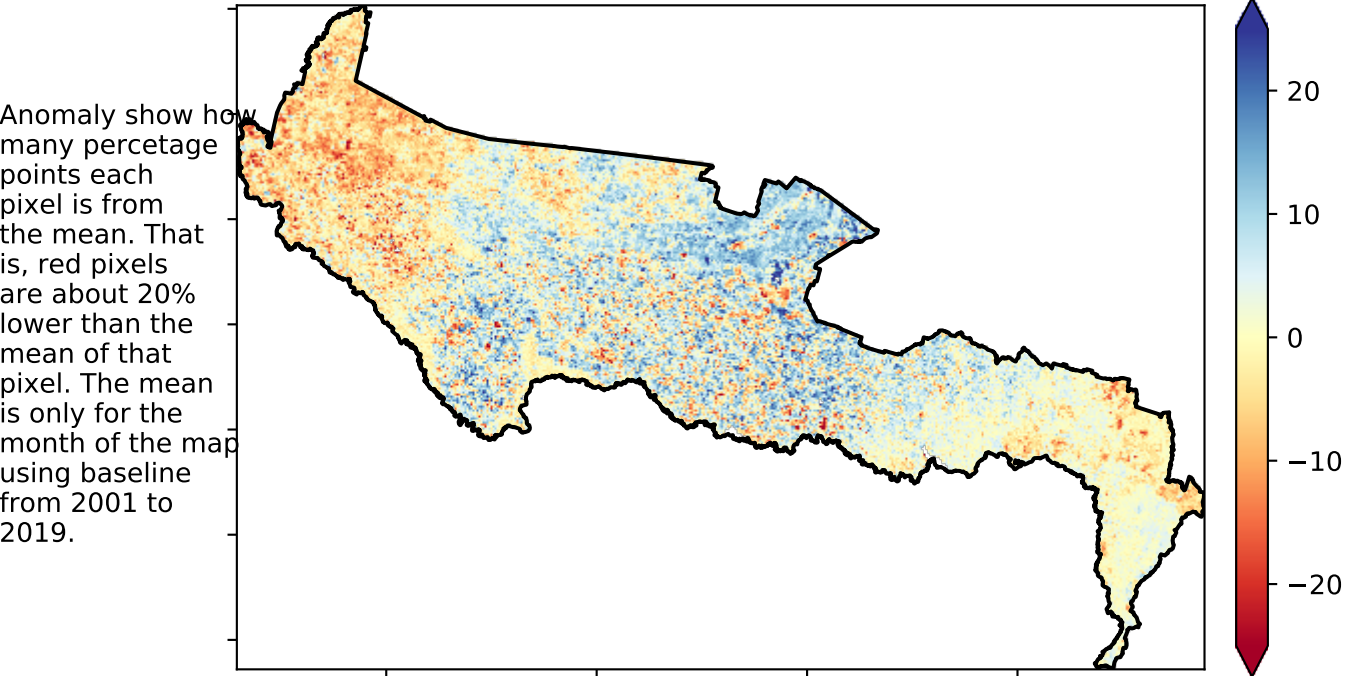 Anomaly show how
many percetage
points each
pixel is from
the mean. That
is, red pixels
are about 20%
lower than the
mean of that
pixel. The mean
is only for the
month of the map
using baseline
from 2001 to
2019.
20
10
0
−10
−20